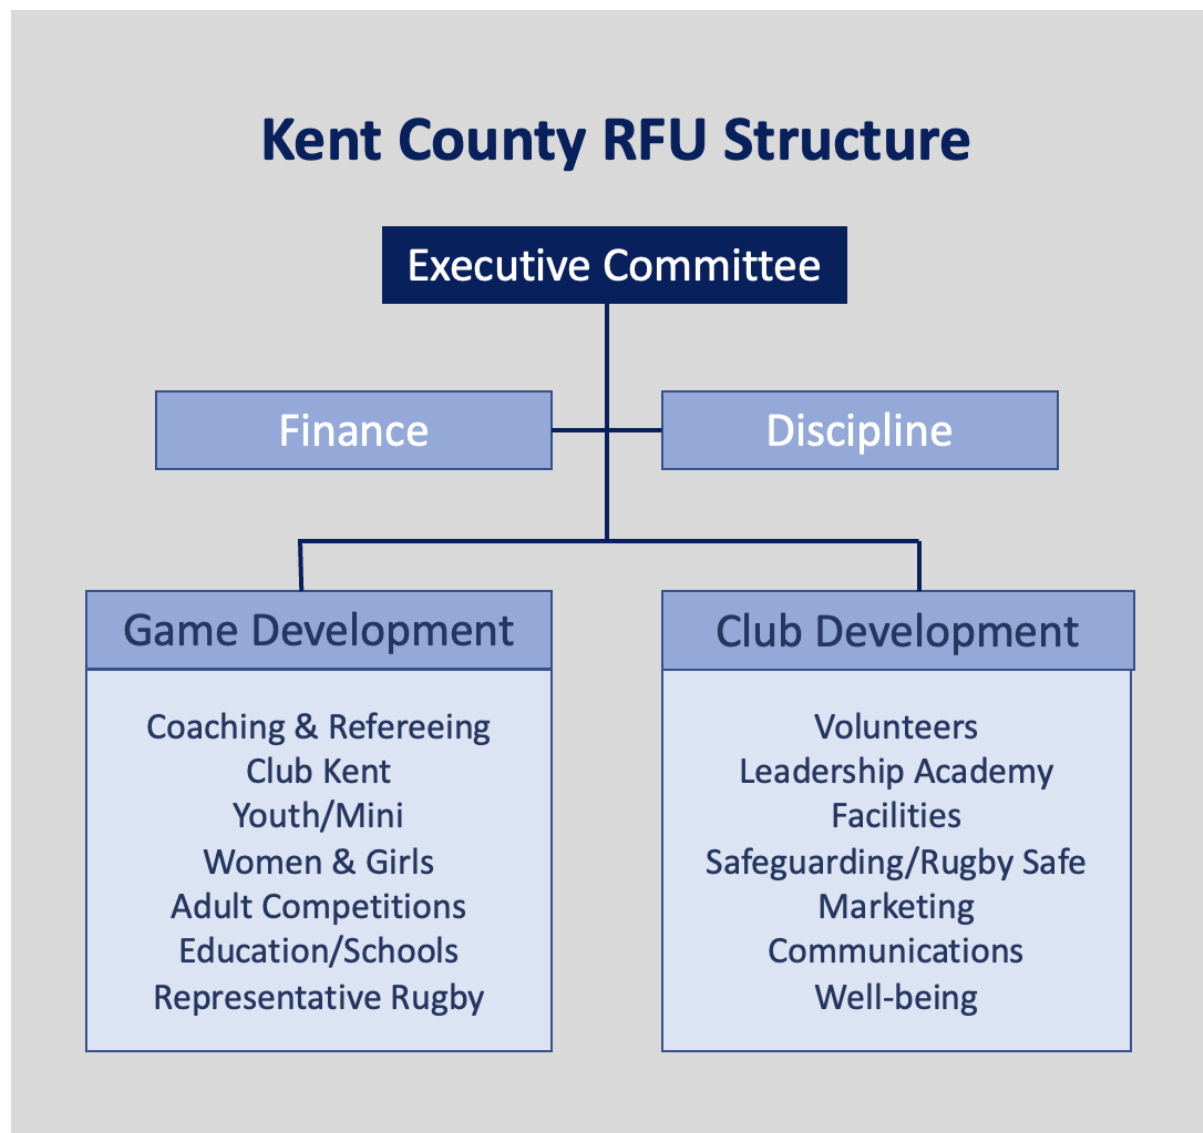 Kent County RFU Structure
Executive Committee
Finance
Discipline
Game Development
Coaching & Refereeing
Club Kent
Youth/Mini
Women & Girls
Adult Competitions
Education/Schools
Representative Rugby
Club Development
Volunteers
Leadership Academy
Facilities
Safeguarding/Rugby Safe
Marketing
Communications
Well-being